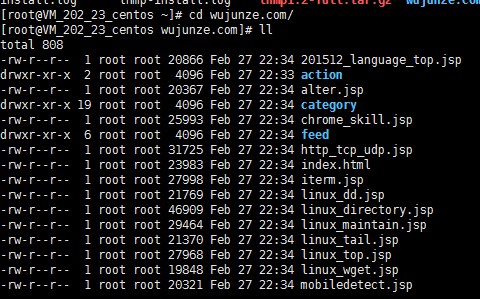 install.log lnmp-install.log lnmp1.2-full.tar.gz wujunze.com
[root@VM_202_23_centos ~]# cd wujunze.com/
[root@VM_202_23_centos wujunze.com]# ll
total 808
-rw-r--r-- 1 root root 20866 Feb 27 22:34 201512_language_top.jsp
drwxr-xr-x 2 root root 4096 Feb 27 22:33 action
-rw-r--r-- 1 root root 20367 Feb 27 22:34 alter.jsp
drwxr-xr-x 19 root root 4096 Feb 27 22:34 category
-rw-r--r-- 1 root root 25993 Feb 27 22:34 chrome_skill.jsp
drwxr-xr-x 6 root root 4096 Feb 27 22:34 feed
-rw-r--r-- 1 root root 31725 Feb 27 22:34 http_tcp_udp.jsp
-rw-r--r-- 1 root root 23983 Feb 27 22:34 index.html
-rw-r--r-- 1 root root 27998 Feb 27 22:34 iterm.jsp
-rw-r--r-- 1 root root 21769 Feb 27 22:34 linux_dd.jsp
-rw-r--r-- 1 root root 46909 Feb 27 22:34 linux_directory.jsp
-rw-r--r-- 1 root root 29464 Feb 27 22:34 linux_maintain.jsp
-rw-r--r-- 1 root root 21370 Feb 27 22:34 linux_tail.jsp
-rw-r--r-- 1 root root 27968 Feb 27 22:34 linux_top.jsp
-rw-r--r-- 1 root root 19848 Feb 27 22:34 linux_wget.jsp
-rw-r--r-- 1 root root 20321 Feb 27 22:34 mobiledetect.jsp